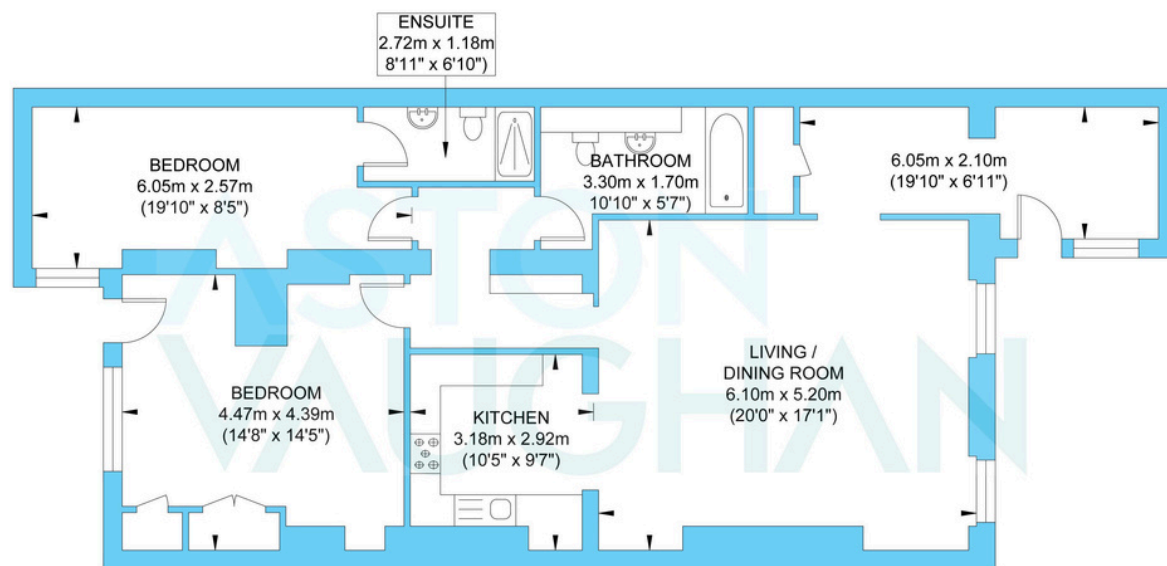 ENSUITE
2.72m x 1.18m
8'11" x 6'10")
BEDROOM
6.05m x 2.57m
(19'10" x 8'5")
BATHROOM
3.30m x 1.70m
10'10" x 5'7")
6.05m x 2.10m
(19'10" x 6'11")
BEDROOM
4.47m x 4.39m
(14'8" x 14'5")
KITCHEN
3.18m x 2.92m
(10'5" x 9'7")
LIVING /
DINING ROOM
6.10m x 5.20m
(20'0" x 17'1")
ASTON
VAUGHAN